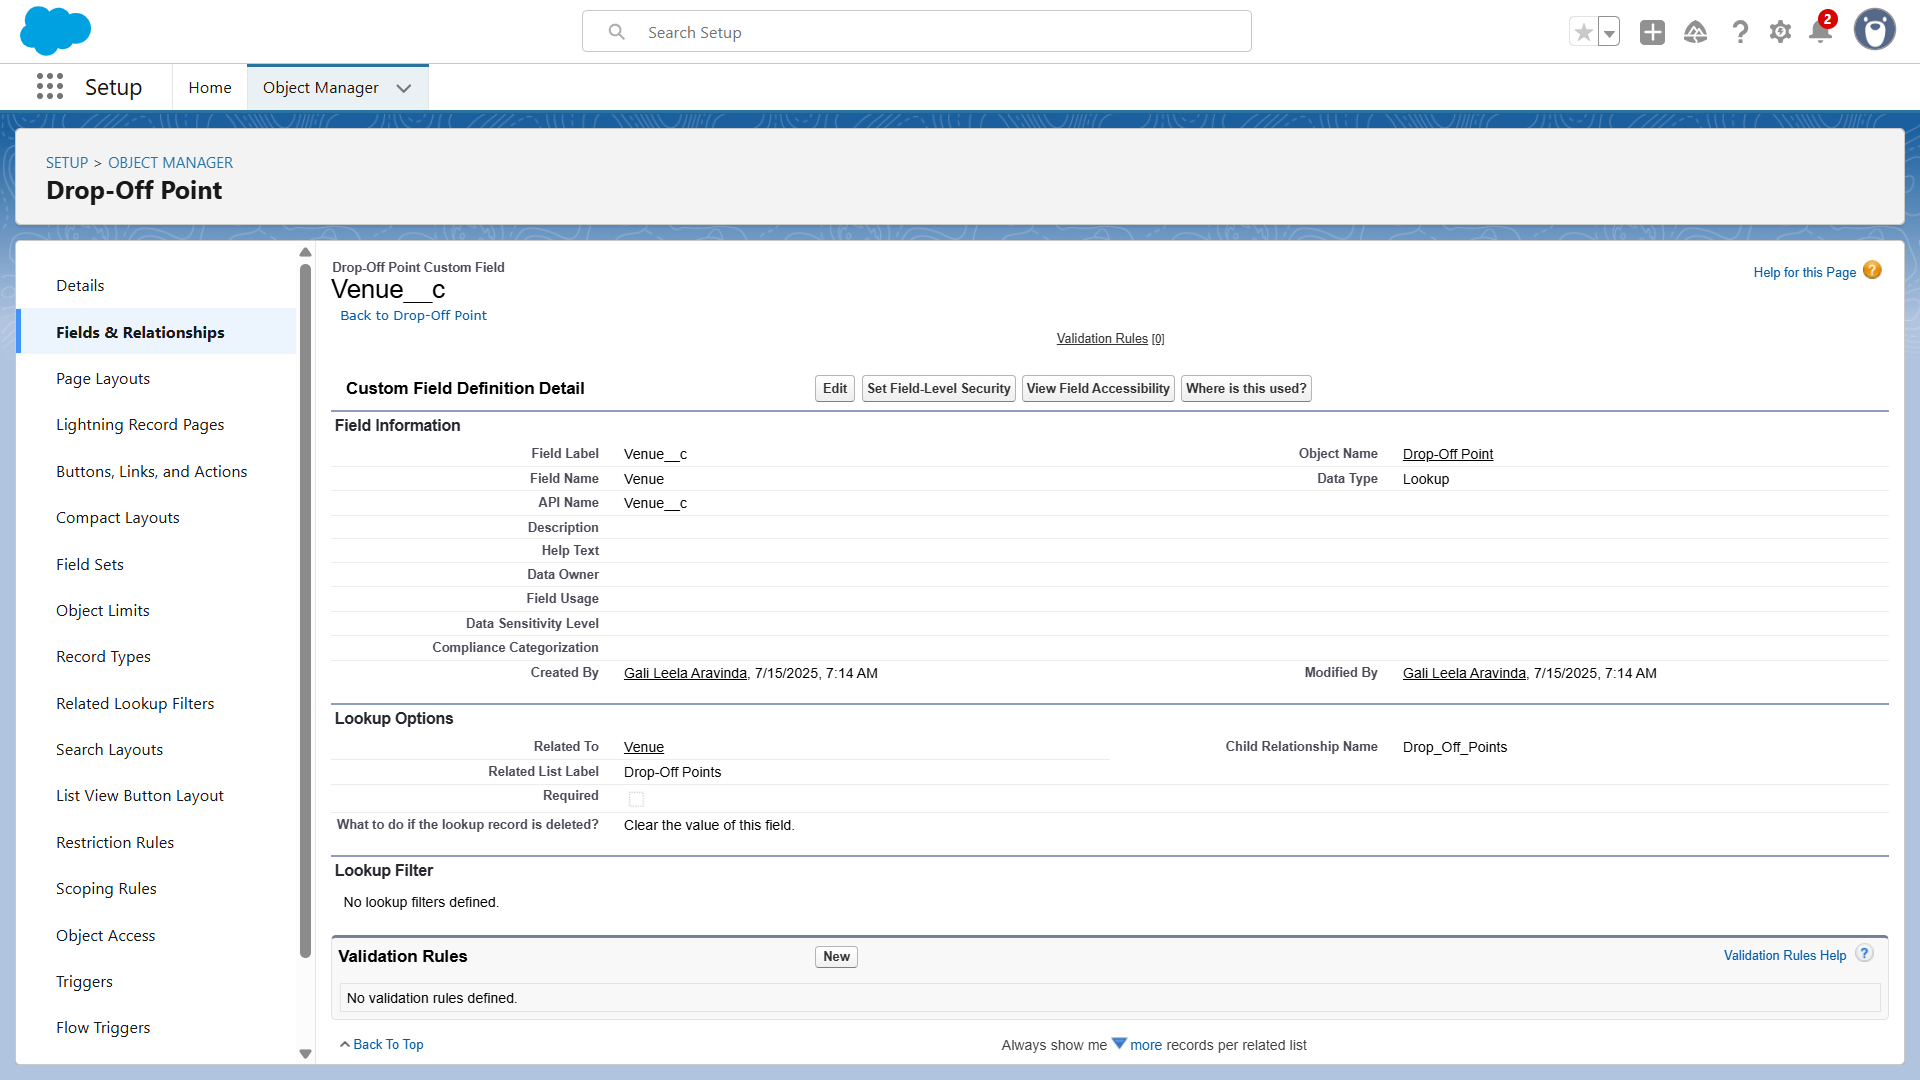 Search Setup
2
Setup
Home
Object Manager
SETUP > OBJECT MANAGER
Drop-Off Point
Details
Fields & Relationships
Page Layouts
Lightning Record Pages
Buttons, Links, and Actions
Compact Layouts
Field Sets
Object Limits
Record Types
Related Lookup Filters
Search Layouts
List View Button Layout
Restriction Rules
Scoping Rules
Object Access
Triggers
Flow Triggers
Drop-Off Point Custom Field
Venue__c
Back to Drop-Off Point
Help for this Page ?
Validation Rules [0]
Custom Field Definition Detail
Edit
Set Field-Level Security
View Field Accessibility
Where is this used?
Field Information
Field Label Venue__c Object Name Drop-Off Point
Field Name Venue Data Type Lookup
API Name Venue__c
Description
Help Text
Data Owner
Field Usage
Data Sensitivity Level
Compliance Categorization
Created By Gali Leela Aravinda, 7/15/2025, 7:14 AM Modified By Gali Leela Aravinda, 7/15/2025, 7:14 AM
Lookup Options
Related To Venue Child Relationship Name Drop_Off_Points
Related List Label Drop-Off Points
Required
What to do if the lookup record is deleted? Clear the value of this field.
Lookup Filter
No lookup filters defined.
Validation Rules
New
Validation Rules Help ?
No validation rules defined.
Back To Top
Always show me more records per related list